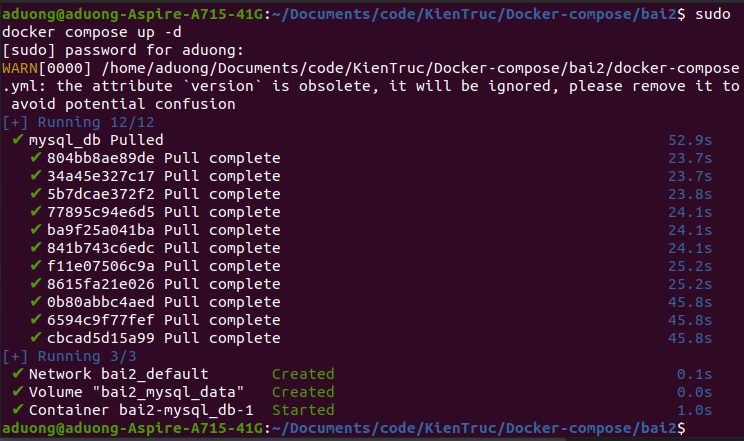 aduong@aduong-Aspire-A715-41G:~/Documents/code/KienTruc/Docker-compose/bai2$ sudo
docker compose up -d
[sudo] password for aduong:
WARN[0000] /home/aduong/Documents/code/KienTruc/Docker-compose/bai2/docker-compose
.yml: the attribute `version` is obsolete, it will be ignored, please remove it to
 avoid potential confusion
[+] Running 12/12
✔ mysql_db Pulled 52.9s
✔ 804bb8ae89de Pull complete 23.7s
✔ 34a45e327c17 Pull complete 23.7s
✔ 5b7dcae372f2 Pull complete 23.8s
✔ 77895c94e6d5 Pull complete 24.1s
✔ ba9f25a041ba Pull complete 24.1s
✔ 841b743c6edc Pull complete 24.1s
✔ f11e07506c9a Pull complete 25.2s
✔ 8615fa21e026 Pull complete 25.2s
✔ 0b80abbc4aed Pull complete 45.8s
✔ 6594c9f77fef Pull complete 45.8s
✔ cbcad5d15a99 Pull complete 45.8s
[+] Running 3/3
✔ Network bai2_default Created 0.1s
✔ Volume "bai2_mysql_data" Created 0.0s
✔ Container bai2-mysql_db-1 Started 1.0s
aduong@aduong-Aspire-A715-41G:~/Documents/code/KienTruc/Docker-compose/bai2$